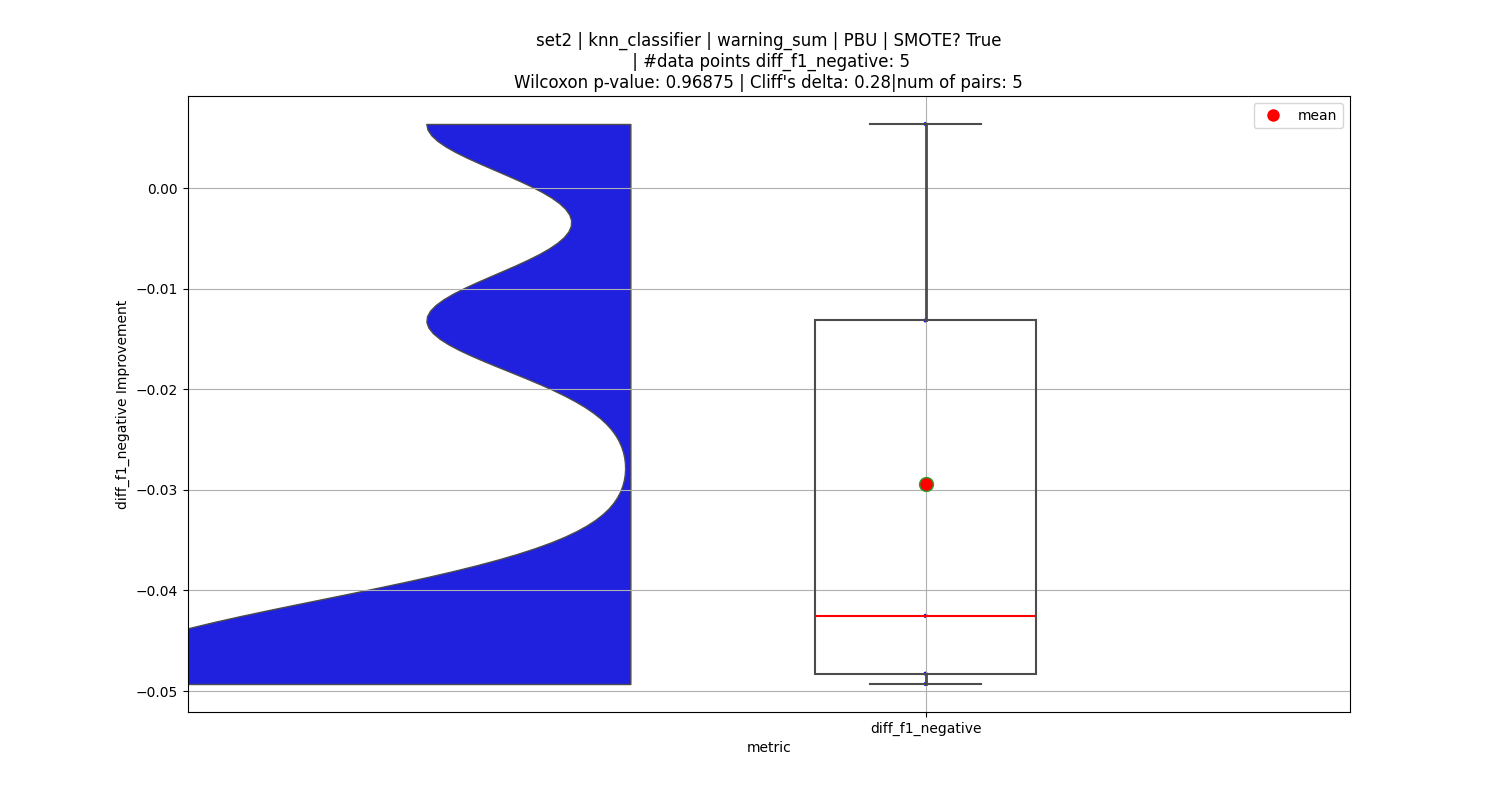 set2 | knn_classifier | warning_sum | PBU | SMOTE? True
| #data points diff_f1_negative: 5
Wilcoxon p-value: 0.96875 | Cliff's delta: 0.28|num of pairs: 5
mean
0.00
−0.01
−0.02
−0.03
−0.04
−0.05
diff_f1_negative Improvement
diff_f1_negative
metric